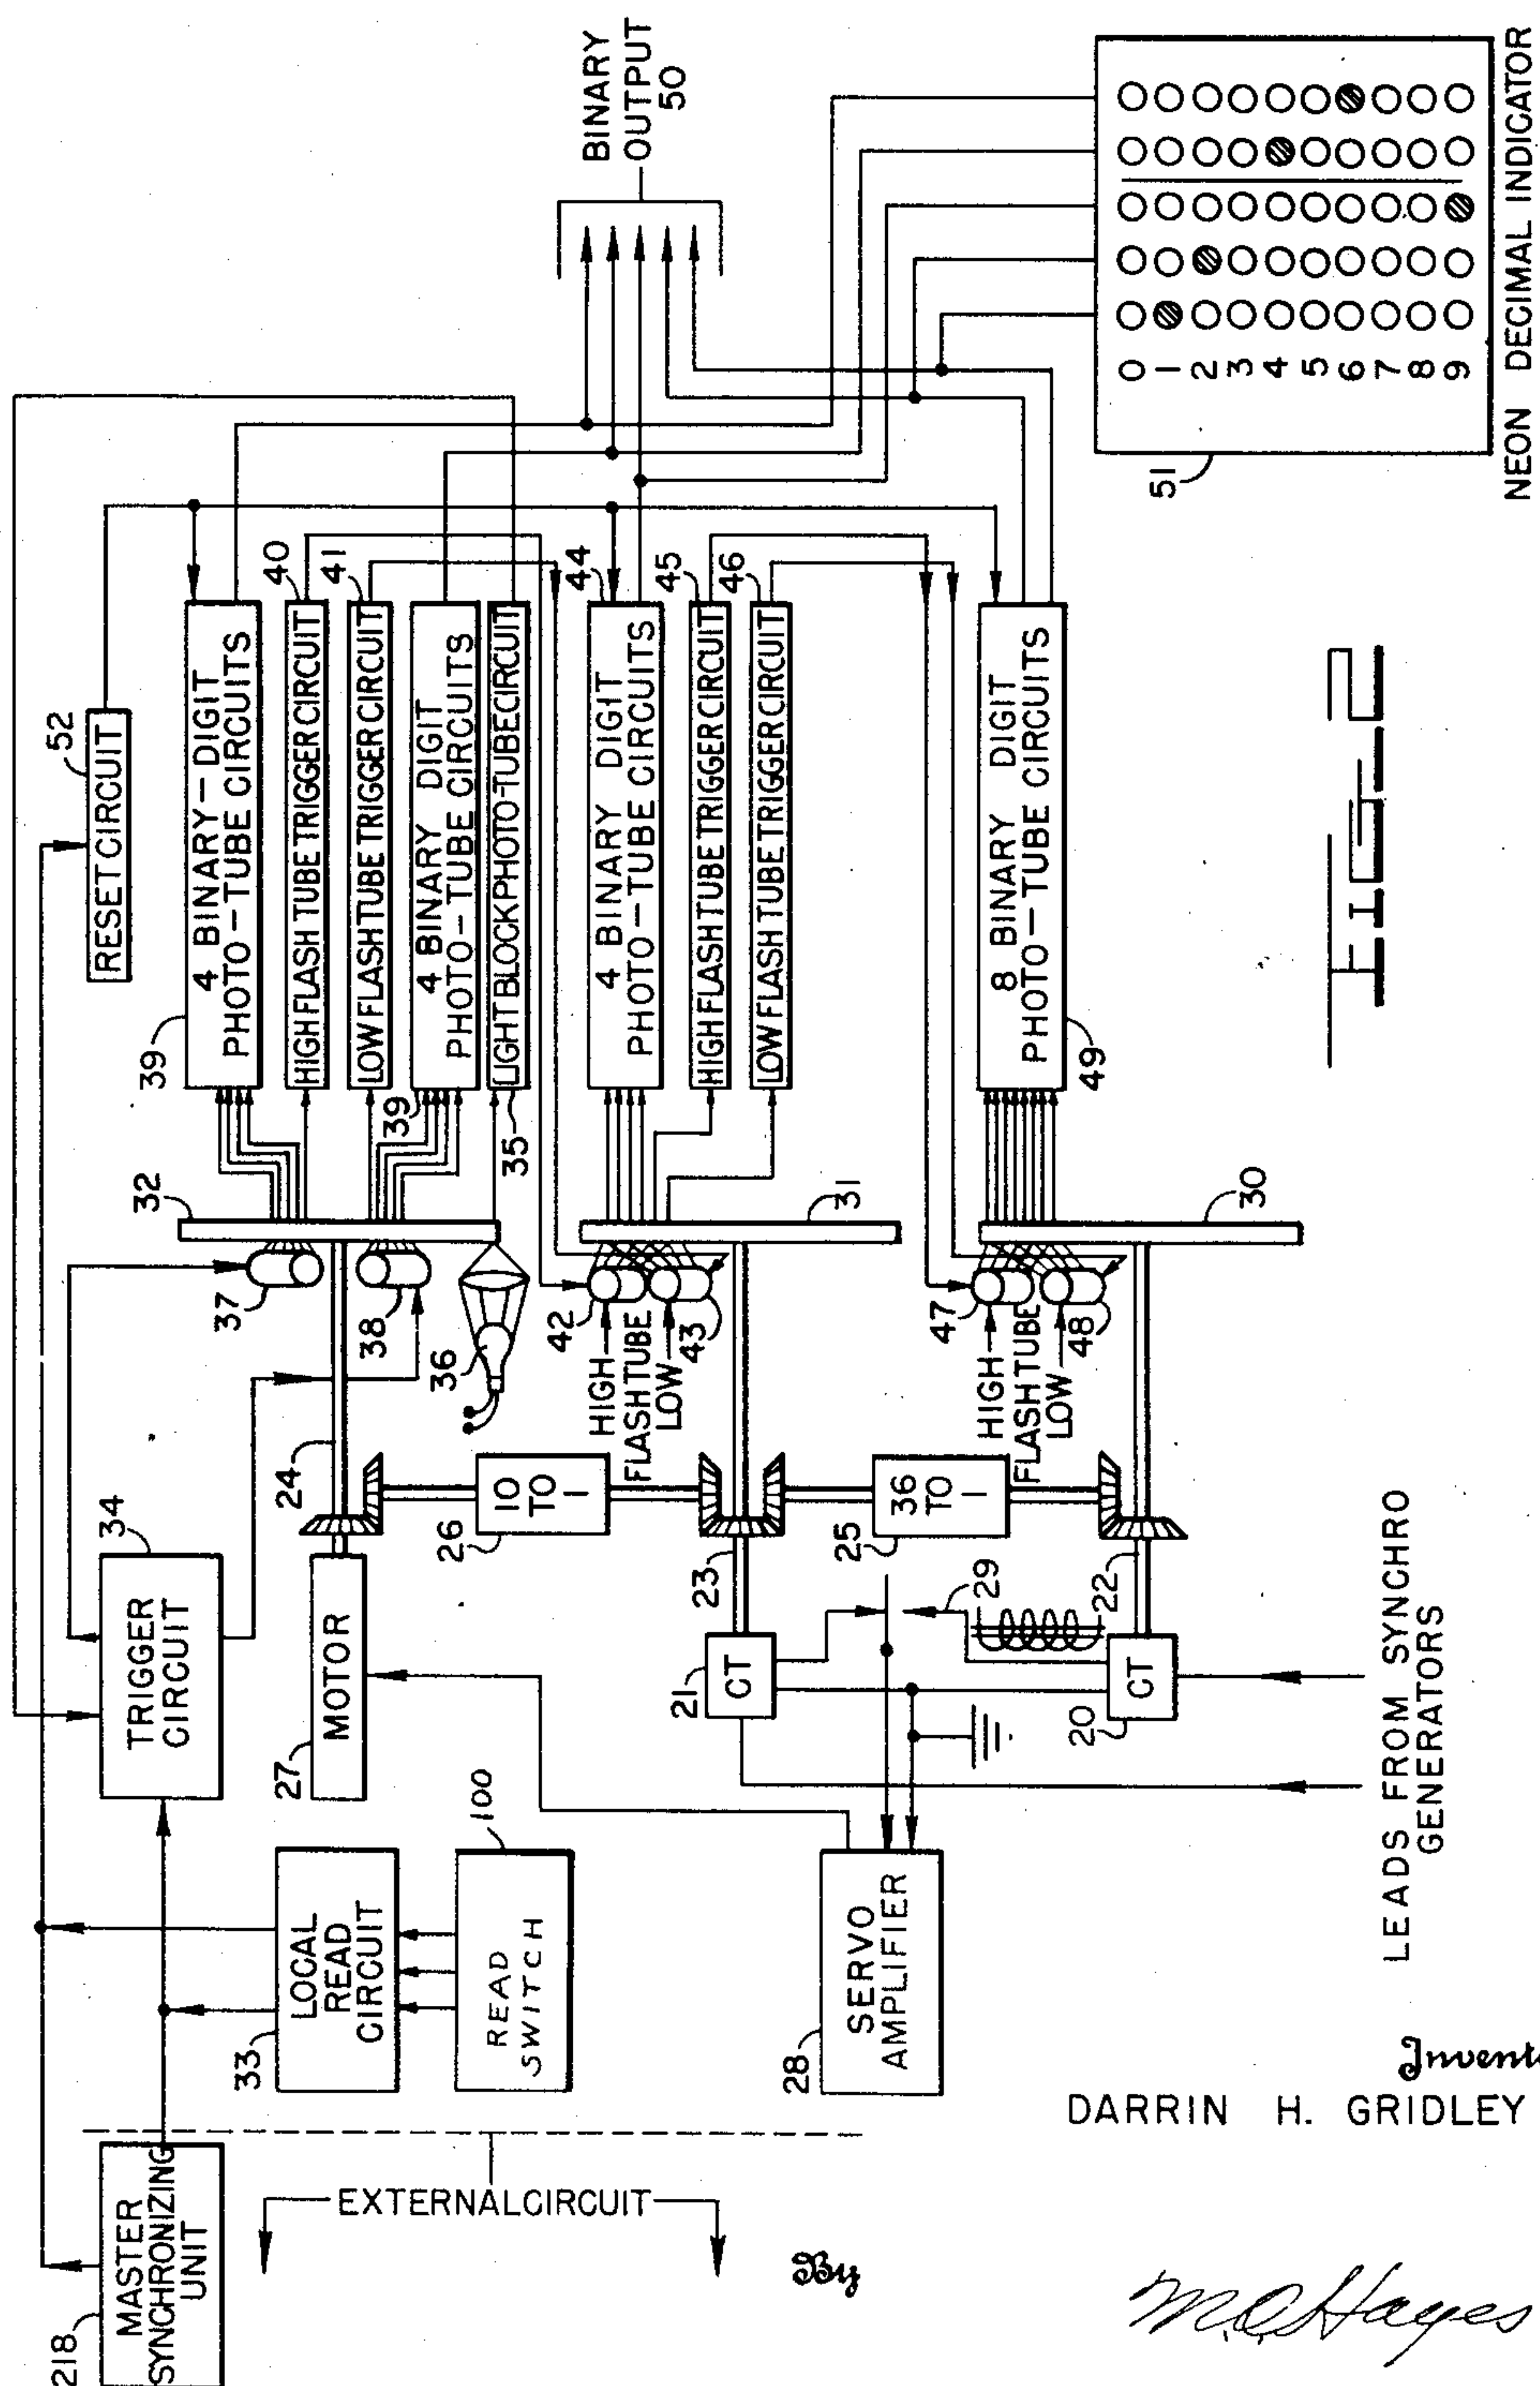 218
MASTER
SYNCHRONIZING
UNIT
EXTERNAL CIRCUIT
33
LOCAL
READ
CIRCUIT
READ
SWITCH
100
34
TRIGGER
CIRCUIT
27
MOTOR
28
SERVO
AMPLIFIER
24
26
10
TO
1
25
36
TO
1
21
CT
23
29
22
20
CT
LEADS FROM SYNCHRO
GENERATORS
32
37
38
36
31
42
HIGH
FLASH TUBE
LOW
43
30
47
HIGH
FLASH TUBE
LOW
48
52
RESET CIRCUIT
39
4 BINARY-DIGIT
PHOTO-TUBE CIRCUITS
40
HIGH FLASH TUBE TRIGGER CIRCUIT
41
LOW FLASH TUBE TRIGGER CIRCUIT
39
4 BINARY DIGIT
PHOTO-TUBE CIRCUITS
35
LIGHT BLOCK PHOTO-TUBE CIRCUIT
44
4 BINARY DIGIT
PHOTO-TUBE CIRCUITS
45
HIGH FLASH TUBE TRIGGER CIRCUIT
46
LOW FLASH TUBE TRIGGER CIRCUIT
8 BINARY DIGIT
PHOTO-TUBE CIRCUITS
49
BINARY
OUTPUT
50
51
0
1
2
3
4
5
6
7
8
9
NEON DECIMAL INDICATOR
FIG. 2
DARRIN H. GRIDLEY
By
M.C. Hayes